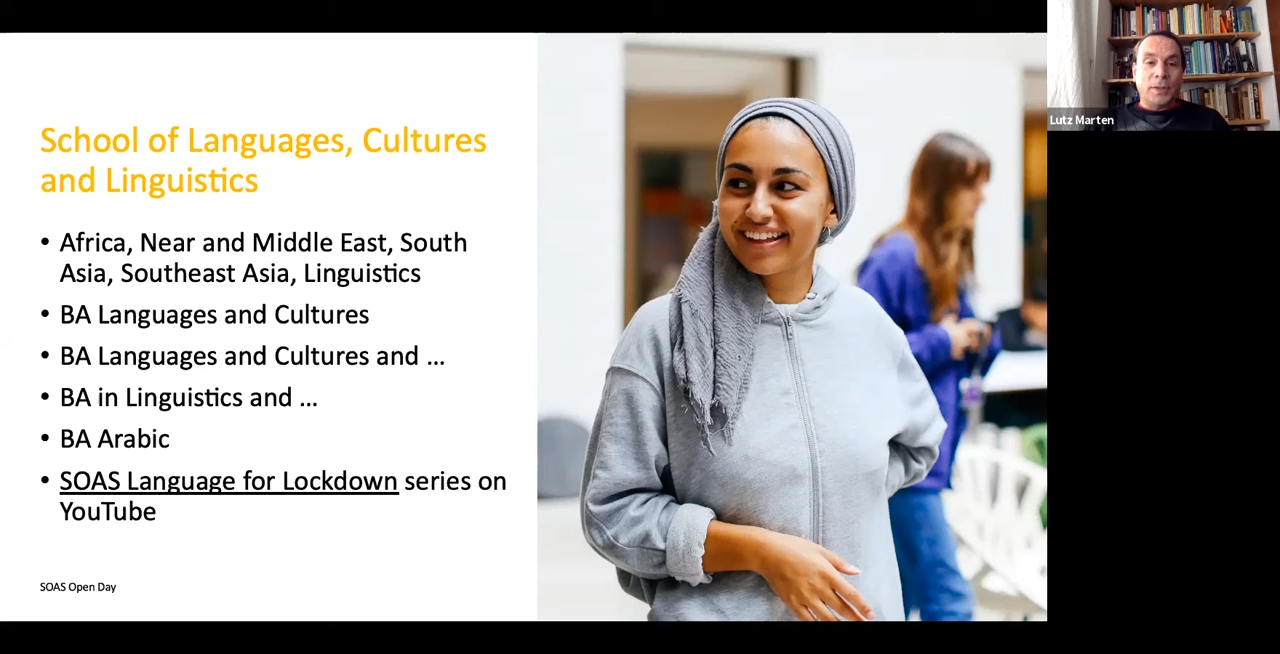 School of Languages, Cultures
and Linguistics
• Africa, Near and Middle East, South
Asia, Southeast Asia, Linguistics
• BA Languages and Cultures
• BA Languages and Cultures and ...
• BA in Linguistics and ...
• BA Arabic
• SOAS Language for Lockdown series on
YouTube
SOAS Open Day
Lutz Marten